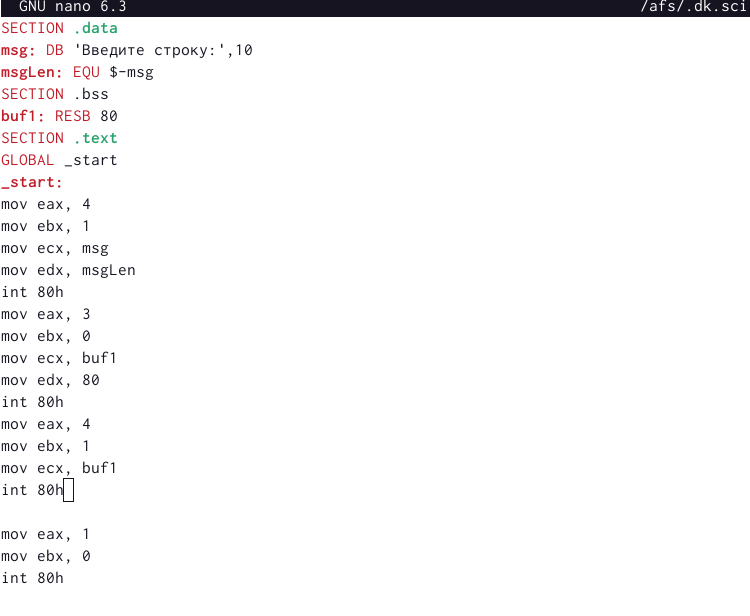 GNU nano 6.3 /afs/.dk.sci
SECTION .data
msg: DB 'Введите строку:',10
msgLen: EQU $-msg
SECTION .bss
buf1: RESB 80
SECTION .text
GLOBAL _start
_start:
mov eax, 4
mov ebx, 1
mov ecx, msg
mov edx, msgLen
int 80h
mov eax, 3
mov ebx, 0
mov ecx, buf1
mov edx, 80
int 80h
mov eax, 4
mov ebx, 1
mov ecx, buf1
int 80h
mov eax, 1
mov ebx, 0
int 80h